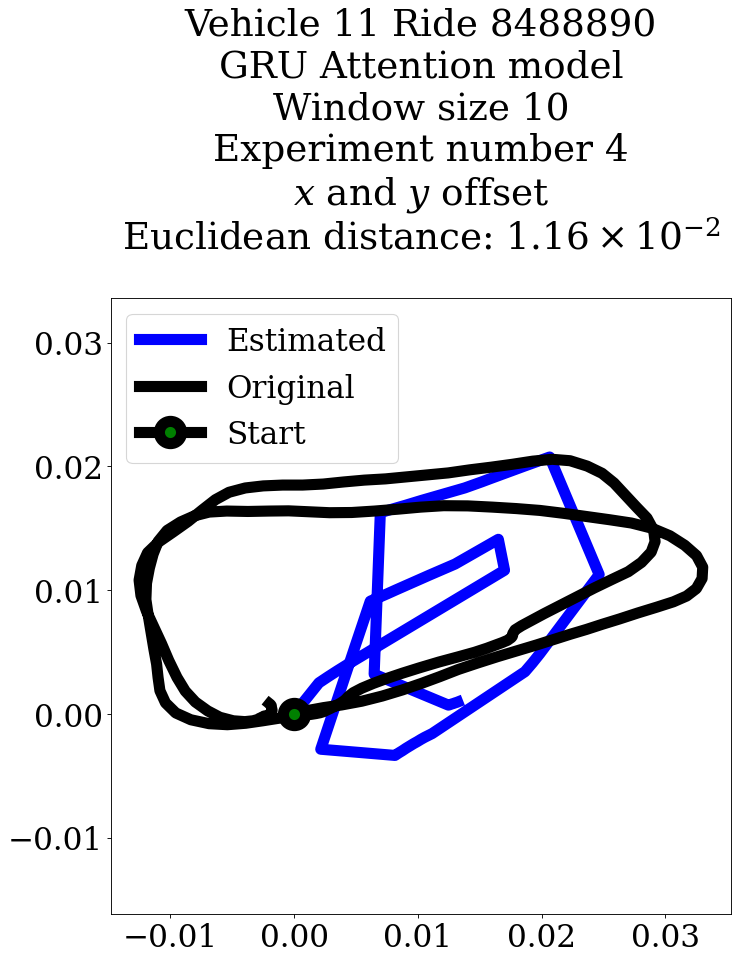 Vehicle 11 Ride 8488890
GRU Attention model
Window size 10
Experiment number 4
x and y offset
Euclidean distance: 1.16 × 10⁻²
Estimated
Original
Start
0.03
0.02
0.01
0.00
−0.01
−0.01 0.00 0.01 0.02 0.03